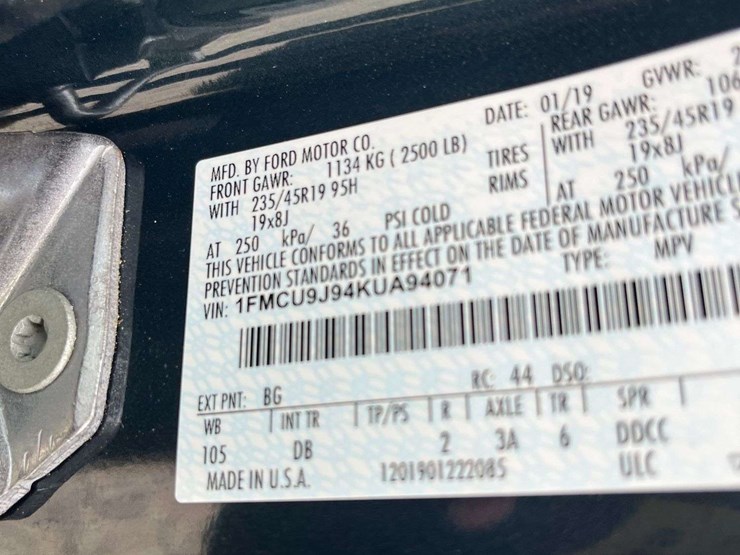 MFD. BY FORD MOTOR CO. DATE: 01/19 GVWR:
FRONT GAWR: 1134 KG ( 2500 LB) REAR GAWR: 106
WITH 235/45R19 95H TIRES WITH 235/45R19
19x8J RIMS 19x8J
AT 250 kPa/ 36 PSI COLD AT 250 kPa/
THIS VEHICLE CONFORMS TO ALL APPLICABLE FEDERAL MOTOR VEHICL
PREVENTION STANDARDS IN EFFECT ON THE DATE OF MANUFACTURE S
VIN: 1FMCU9J94KUA94071 TYPE: MPV
EXT PNT: BG RC: 44 DSO:
WB INT TR TP/PS R AXLE TR SPR
105 DB 2 3A 6 DDCC
MADE IN U.S.A. 1201901222085 ULC